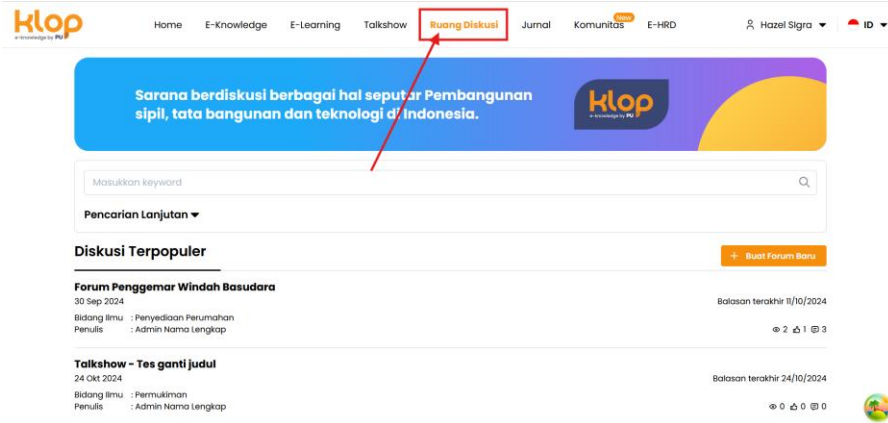 klop
e-knowledge by PU
Home E-Knowledge E-Learning Talkshow Ruang Diskusi Jurnal Komunitas New E-HRD Hazel SIgra ID
Sarana berdiskusi berbagai hal seputar Pembangunan
sipil, tata bangunan dan teknologi di Indonesia.
klop
e-knowledge by PU
Masukkan keyword
Pencarian Lanjutan
Diskusi Terpopuler
+ Buat Forum Baru
Forum Penggemar Windah Basudara
30 Sep 2024
Balasan terakhir 11/10/2024
Bidang Ilmu : Penyediaan Perumahan
Penulis : Admin Nama Lengkap
2 1 3
Talkshow - Tes ganti judul
24 Okt 2024
Balasan terakhir 24/10/2024
Bidang Ilmu : Permukiman
Penulis : Admin Nama Lengkap
0 0 0